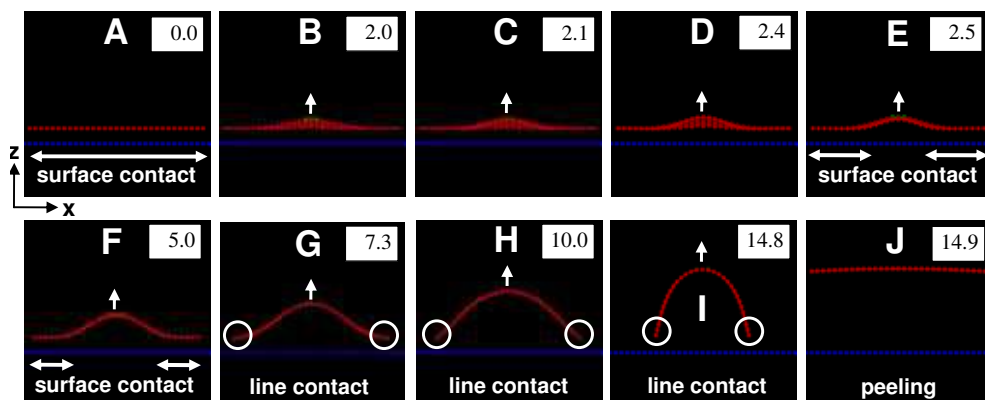 A 0.0
B 2.0
C 2.1
D 2.4
E 2.5
surface contact
surface contact
z
x
F 5.0
G 7.3
H 10.0
I 14.8
J 14.9
surface contact
line contact
line contact
line contact
peeling